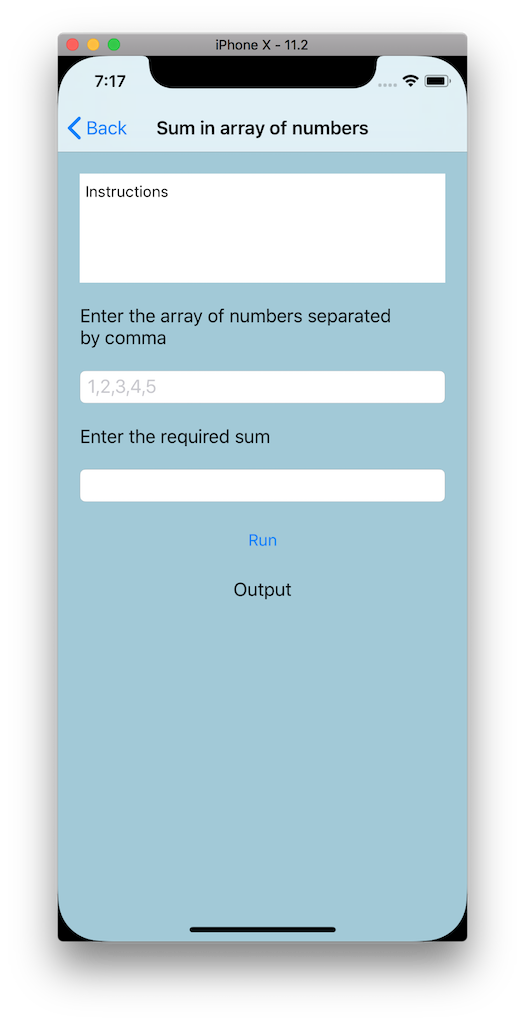 iPhone X - 11.2
7:17
Back Sum in array of numbers
Instructions
Enter the array of numbers separated
by comma
1,2,3,4,5
Enter the required sum
Run
Output